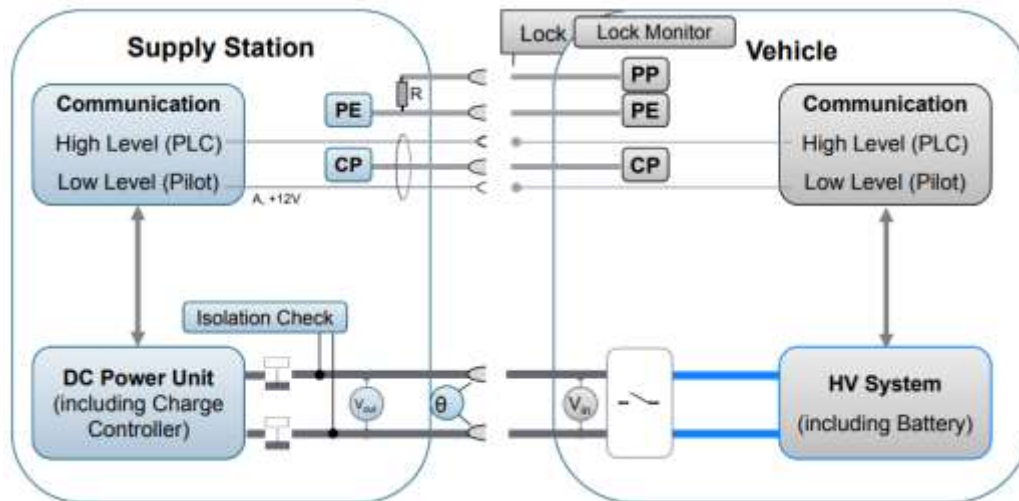 Supply Station
Lock
Lock Monitor
Vehicle
Communication
High Level (PLC)
Low Level (Pilot)
PE
CP
R
A, +12V
PP
PE
CP
Communication
High Level (PLC)
Low Level (Pilot)
Isolation Check
DC Power Unit
(including Charge
Controller)
Vout
θ
Vin
HV System
(including Battery)